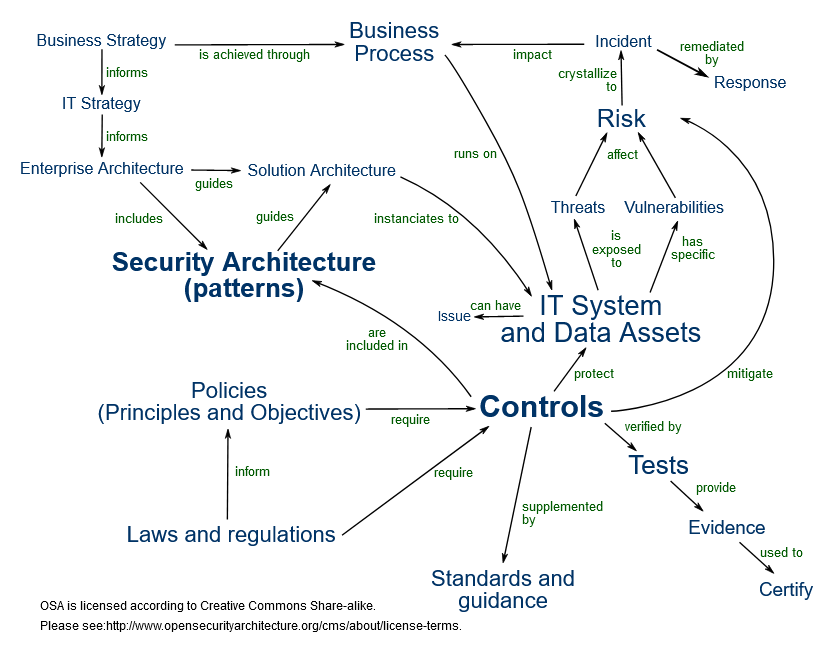 Business Strategy
is achieved through
Business
Process
impact
Incident
remediated
by
Response
informs
crystallize
to
IT Strategy
Risk
informs
runs on
affect
Enterprise Architecture
guides
Solution Architecture
includes
guides
instanciates to
Threats
Vulnerabilities
is
exposed
to
has
specific
Security Architecture
(patterns)
Issue
can have
IT System
and Data Assets
are
included in
protect
mitigate
Policies
(Principles and Objectives)
require
Controls
verified by
Tests
inform
require
provide
Laws and regulations
supplemented
by
Evidence
used to
Standards and
guidance
Certify
OSA is licensed according to Creative Commons Share-alike.
Please see:http://www.opensecurityarchitecture.org/cms/about/license-terms.